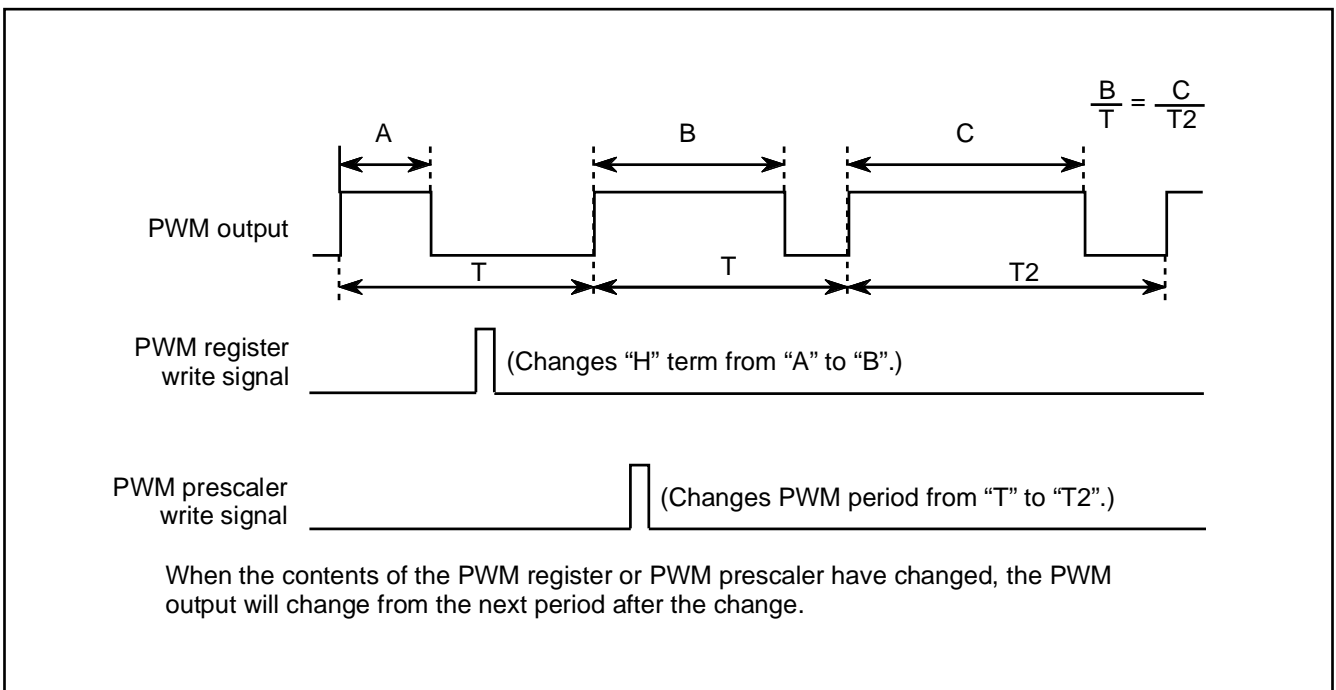 B
T
=
C
T2
A
B
C
PWM output
T
T
T2
PWM register
write signal
(Changes “H” term from “A” to “B”.)
PWM prescaler
write signal
(Changes PWM period from “T” to “T2”.)
When the contents of the PWM register or PWM prescaler have changed, the PWM
output will change from the next period after the change.